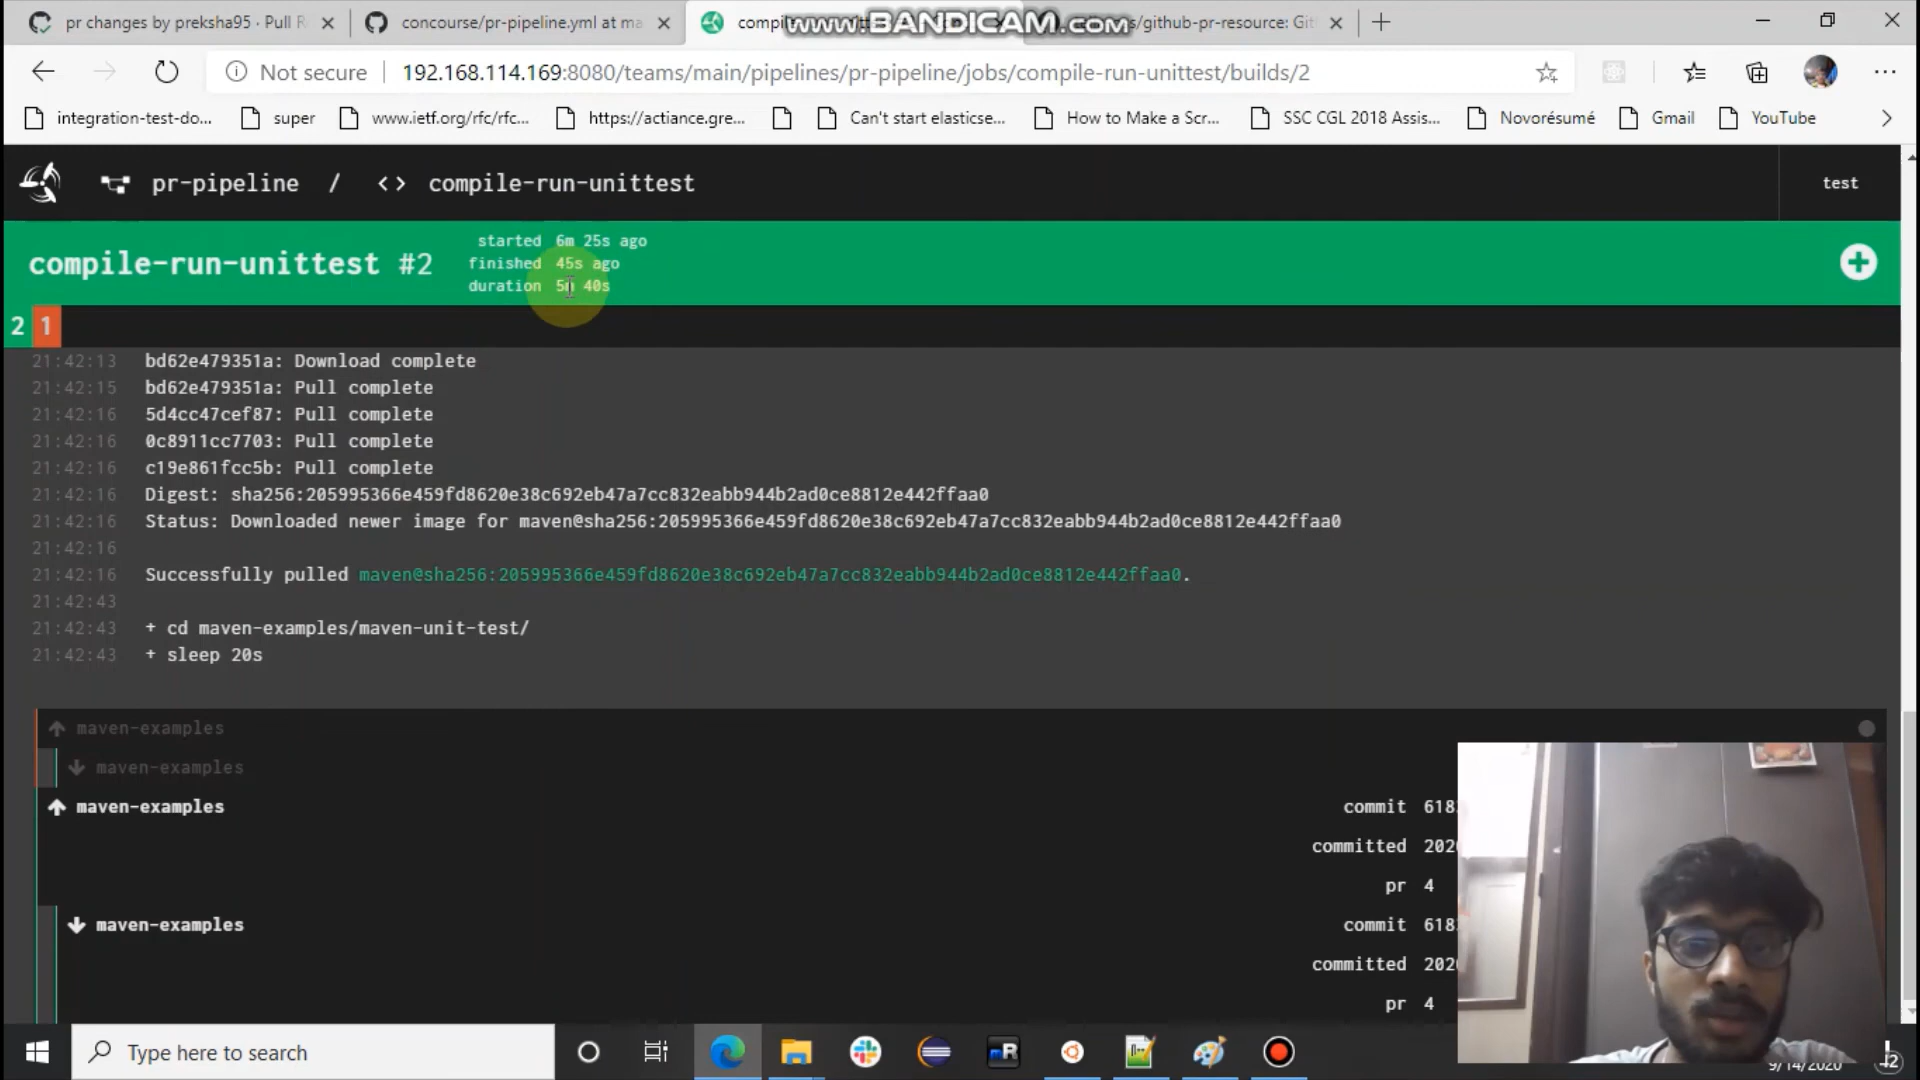 pr changes by preksha95 · Pull R
concourse/pr-pipeline.yml at ma
www.BANDICAM.com
/github-pr-resource: Git
Not secure
192.168.114.169:8080/teams/main/pipelines/pr-pipeline/jobs/compile-run-unittest/builds/2
integration-test-do...
super
www.ietf.org/rfc/rfc...
https://actiance.gre...
Can't start elasticse...
How to Make a Scr...
SSC CGL 2018 Assis...
Novorésumé
Gmail
YouTube
pr-pipeline / <> compile-run-unittest
test
compile-run-unittest #2
started 6m 25s ago
finished 45s ago
duration 5m 40s
2 1
21:42:13 bd62e479351a: Download complete
21:42:15 bd62e479351a: Pull complete
21:42:16 5d4cc47cef87: Pull complete
21:42:16 0c8911cc7703: Pull complete
21:42:16 c19e861fcc5b: Pull complete
21:42:16 Digest: sha256:205995366e459fd8620e38c692eb47a7cc832eabb944b2ad0ce8812e442ffaa0
21:42:16 Status: Downloaded newer image for maven@sha256:205995366e459fd8620e38c692eb47a7cc832eabb944b2ad0ce8812e442ffaa0
21:42:16
21:42:16 Successfully pulled maven@sha256:205995366e459fd8620e38c692eb47a7cc832eabb944b2ad0ce8812e442ffaa0.
21:42:43
21:42:43 + cd maven-examples/maven-unit-test/
21:42:43 + sleep 20s
maven-examples
maven-examples
maven-examples
commit 618
committed 202
pr 4
maven-examples
commit 618
committed 202
pr 4
Type here to search
9/14/2020